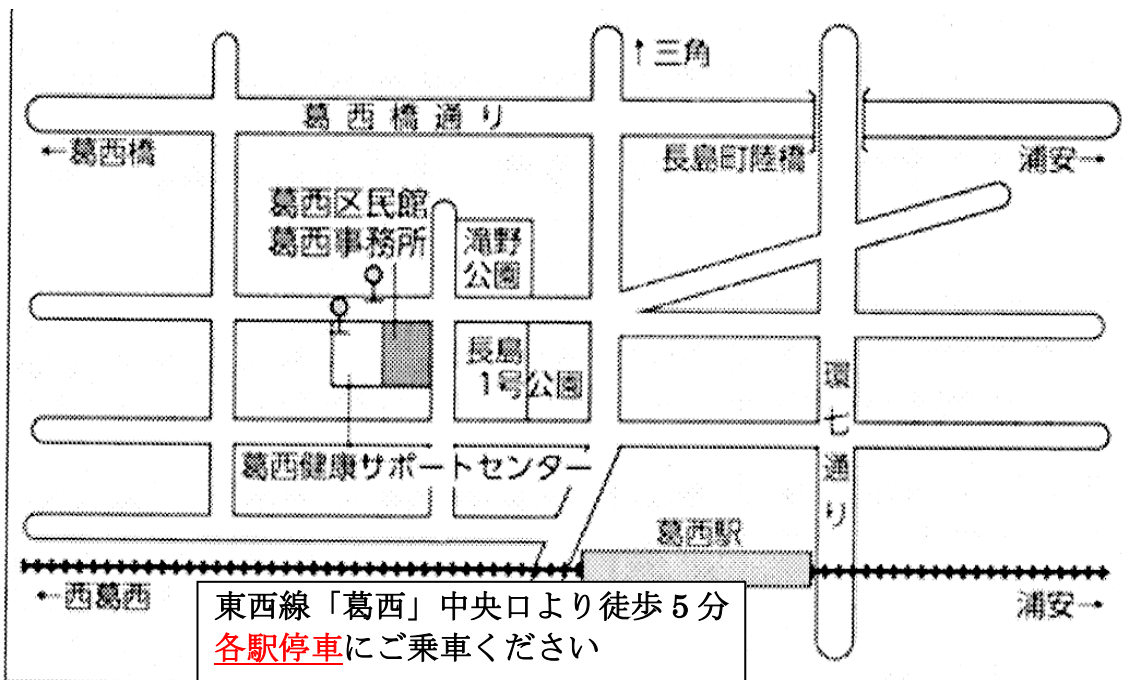 ↑三角
葛西橋通り
←葛西橋
長島町陸橋
浦安→
葛西区民館
葛西事務所
滝野
公園
長島
1号公園
環七通り
葛西健康サポートセンター
葛西駅
←西葛西
浦安→
東西線「葛西」中央口より徒歩5分
各駅停車にご乗車ください